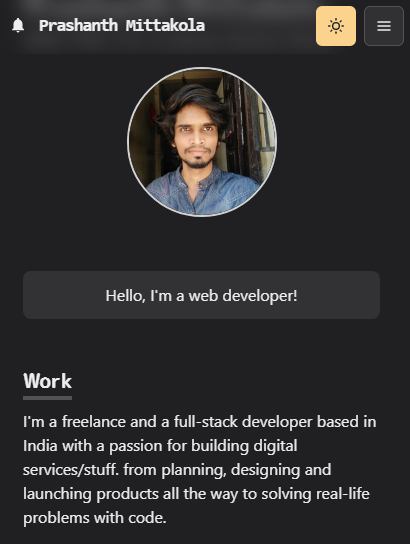 Prashanth Mittakola
Hello, I'm a web developer!
Work
I'm a freelance and a full-stack developer based in
India with a passion for building digital
services/stuff. from planning, designing and
launching products all the way to solving real-life
problems with code.